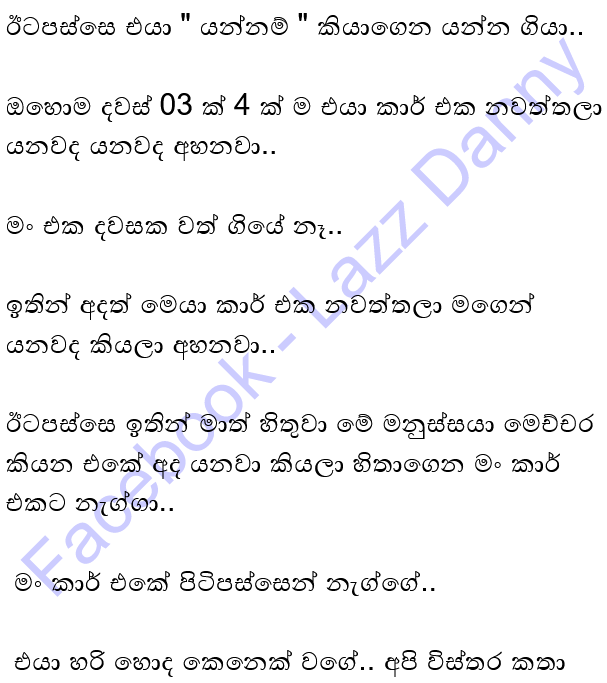 ඊටපස්සෙ එයා " යන්නම් " කියාගෙන යන්න ගියා..
ඔහොම දවස් 03 ක් 4 ක් ම එයා කාර් එක නවත්තලා
යනවද යනවද අහනවා..
මං එක දවසක වත් ගියේ නෑ..
ඉතින් අදත් මෙයා කාර් එක නවත්තලා මගෙන්
යනවද කියලා අහනවා..
ඊටපස්සෙ ඉතින් මාත් හිතුවා මේ මනුස්සයා මෙච්චර
කියන එකේ අද යනවා කියලා හිතාගෙන මං කාර්
එකට නැග්ගා..
මං කාර් එකේ පිටිපස්සෙන් නැග්ගේ..
එයා හරි හොද කෙනෙක් වගේ.. අපි විස්තර කතා
Facebook - Lazz Danny